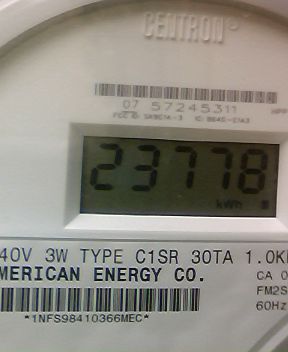 CENTRON®
07 57245311
23778
kWh
40V 3W TYPE C1SR 30TA 1.0K
MERICAN ENERGY CO.
CA 0
FM2S
60Hz
*1NFS98410366MEC*